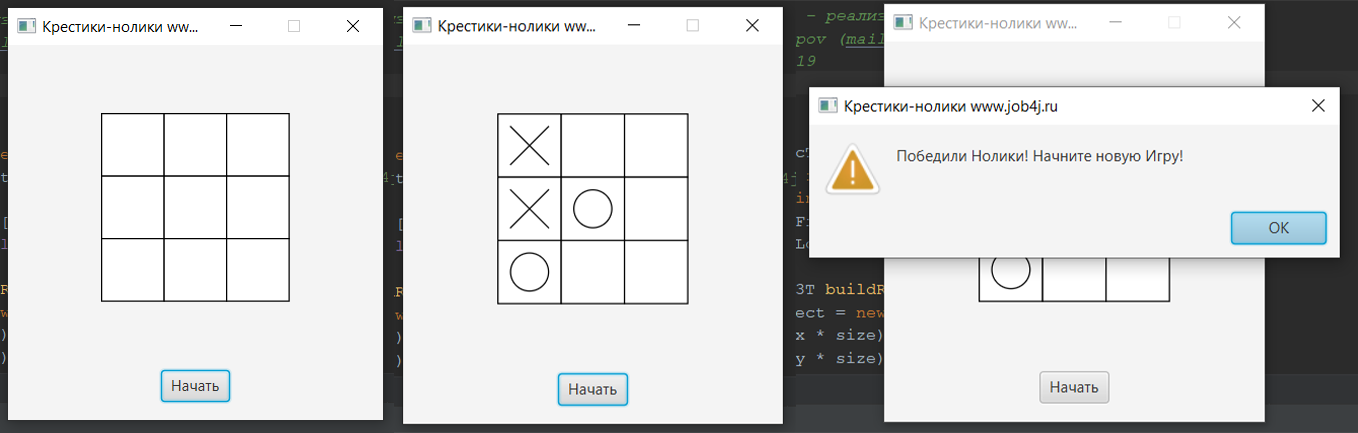 Крестики-нолики ww...
Начать
Крестики-нолики ww...
Начать
- реализ
pov (mail
19
Крестики-нолики ww...
Крестики-нолики www.job4j.ru
Победили Нолики! Начните новую Игру!
OK
3T buildR
ect = new
x * size)
y * size)
Начать